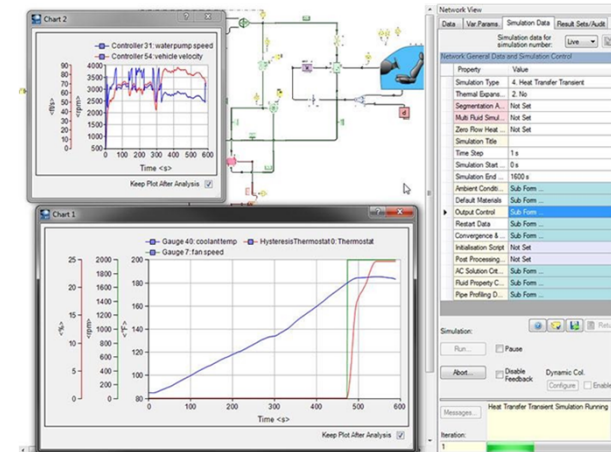 Chart 2
Controller 31: waterpump speed
Controller 54: vehicle velocity
90
80
70
60
50
40
30
20
10
0
<ft/s>
4000
3500
3000
2500
2000
1500
1000
500
<rpm>
0 100 200 300 400 500 600
Time <s>
Keep Plot After Analysis
Chart 1
Gauge 40: coolant temp
HysteresisThermostat 0: Thermostat
Gauge 7: fan speed
25
20
15
10
5
0
<%>
2000
1800
1600
1400
1200
1000
800
600
400
200
0
<rpm>
200
180
160
140
120
100
80
<°F>
0 100 200 300 400 500 600
Time <s>
Keep Plot After Analysis
Network View
Data Var.Params. Simulation Data Result Sets/Audit
Simulation data for
simulation number:
Live
Network General Data and Simulation Control
Property Value
Simulation Type 4. Heat Transfer Transient
Thermal Expans... 2. No
Segmentation A... Not Set
Multi Fluid Simul... Not Set
Zero Flow Heat ... Not Set
Simulation Title
Time Step 1 s
Simulation Start ... 0 s
Simulation End ... 1600 s
Ambient Conditi... Sub Form ...
Default Materials Sub Form ...
Output Control Sub Form ...
Restart Data Sub Form ...
Convergence & ... Sub Form ...
Initialisation Script Not Set
Post Processing... Not Set
AC Solution Crit... Sub Form ...
Fluid Property C... Sub Form ...
Pipe Profiling D... Sub Form ...
Simulation:
Run... Pause
Abort... Disable
Feedback
Dynamic Col.
Configure Enable
Messages... Heat Transfer Transient Simulation Running
Iteration:
1